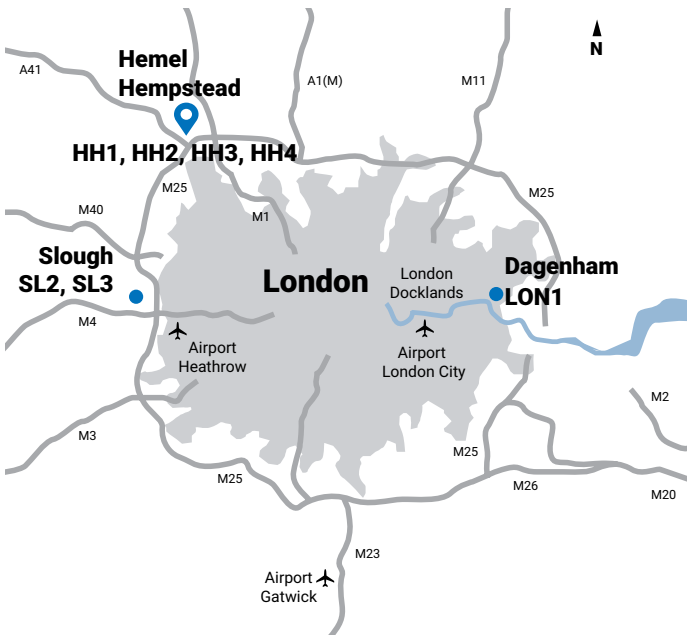 N
Hemel
Hempstead
A41
A1(M)
M11
HH1, HH2, HH3, HH4
M25
M25
M40
M1
Slough
SL2, SL3
London
London
Docklands
Dagenham
LON1
M4
Airport
Heathrow
Airport
London City
M2
M3
M25
M25
M26
M20
M23
Airport
Gatwick